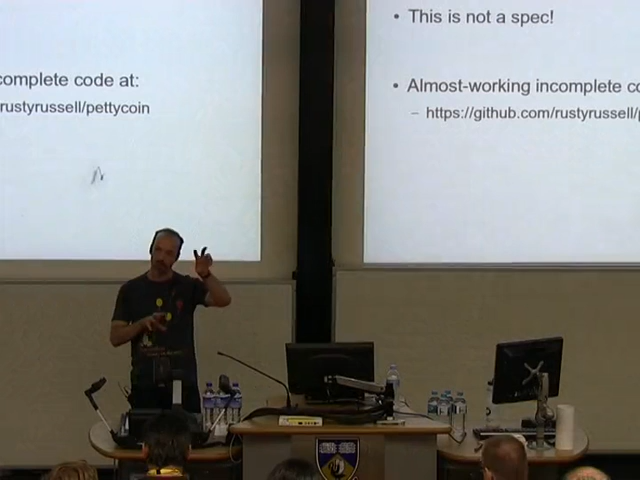 complete code at:
rustyrussell/pettycoin
• This is not a spec!
• Almost-working incomplete co
– https://github.com/rustyrussell/